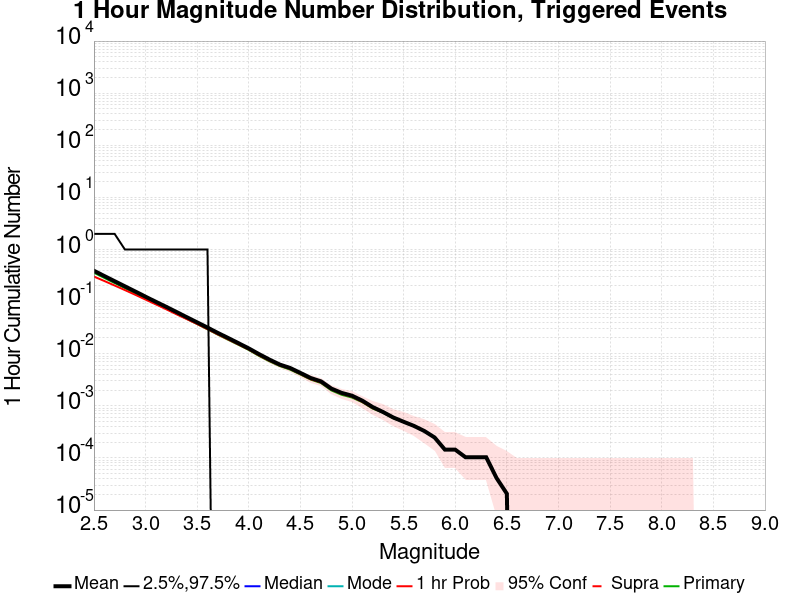 1 Hour Magnitude Number Distribution, Triggered Events
1 Hour Cumulative Number
10^4
10^3
10^2
10^1
10^0
10^-1
10^-2
10^-3
10^-4
10^-5
2.5 3.0 3.5 4.0 4.5 5.0 5.5 6.0 6.5 7.0 7.5 8.0 8.5 9.0
Magnitude
Mean 2.5%,97.5% Median Mode 1 hr Prob 95% Conf Supra Primary